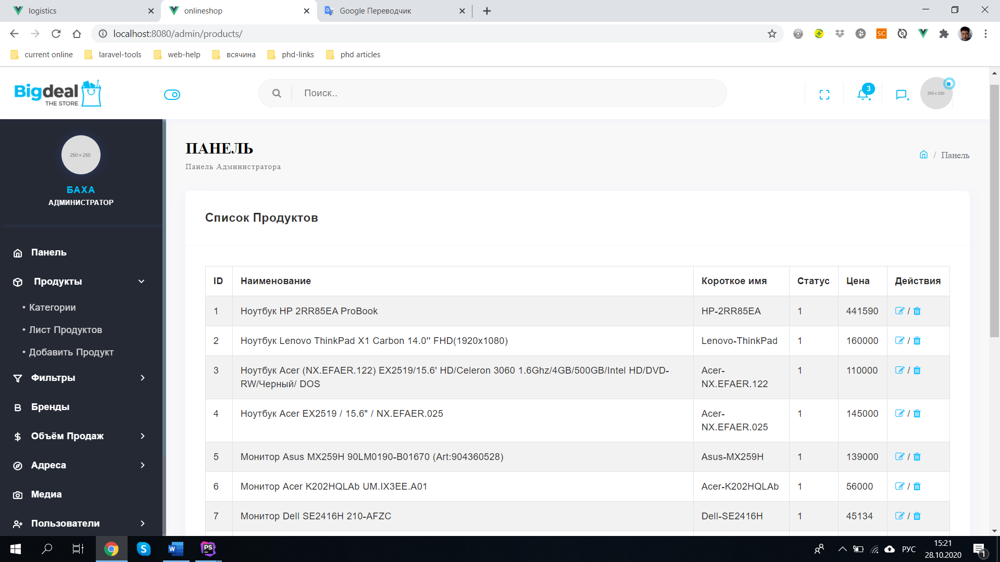 logistics
onlineshop
Google Переводчик
localhost:8080/admin/products/
SC
current online
laravel-tools
web-help
всячина
phd-links
phd articles
Bigdeal
THE STORE
Поиск..
3
250 × 250
250 × 250
БАХА
АДМИНИСТРАТОР
Панель
Продукты
• Категории
• Лист Продуктов
• Добавить Продукт
Фильтры
B Бренды
$ Объём Продаж
Адреса
Медиа
Пользователи
ПАНЕЛЬ
Панель Администратора
/ Панель
Список Продуктов
ID Наименование Короткое имя Статус Цена Действия
1 Ноутбук HP 2RR85EA ProBook HP-2RR85EA 1 441590 /
2 Ноутбук Lenovo ThinkPad X1 Carbon 14.0'' FHD(1920x1080) Lenovo-ThinkPad 1 160000 /
3 Ноутбук Acer (NX.EFAER.122) EX2519/15.6' HD/Celeron 3060 1.6Ghz/4GB/500GB/Intel HD/DVD- Acer- 1 110000 /
RW/Черный/ DOS NX.EFAER.122
4 Ноутбук Acer EX2519 / 15.6" / NX.EFAER.025 Acer- 1 145000 /
NX.EFAER.025
5 Монитор Asus MX259H 90LM0190-B01670 (Art:904360528) Asus-MX259H 1 139000 /
6 Монитор Acer K202HQLAb UM.IX3EE.A01 Acer-K202HQLAb 1 56000 /
7 Монитор Dell SE2416H 210-AFZC Dell-SE2416H 1 45134 /
S
W
PS
РУС
15:21
28.10.2020
1